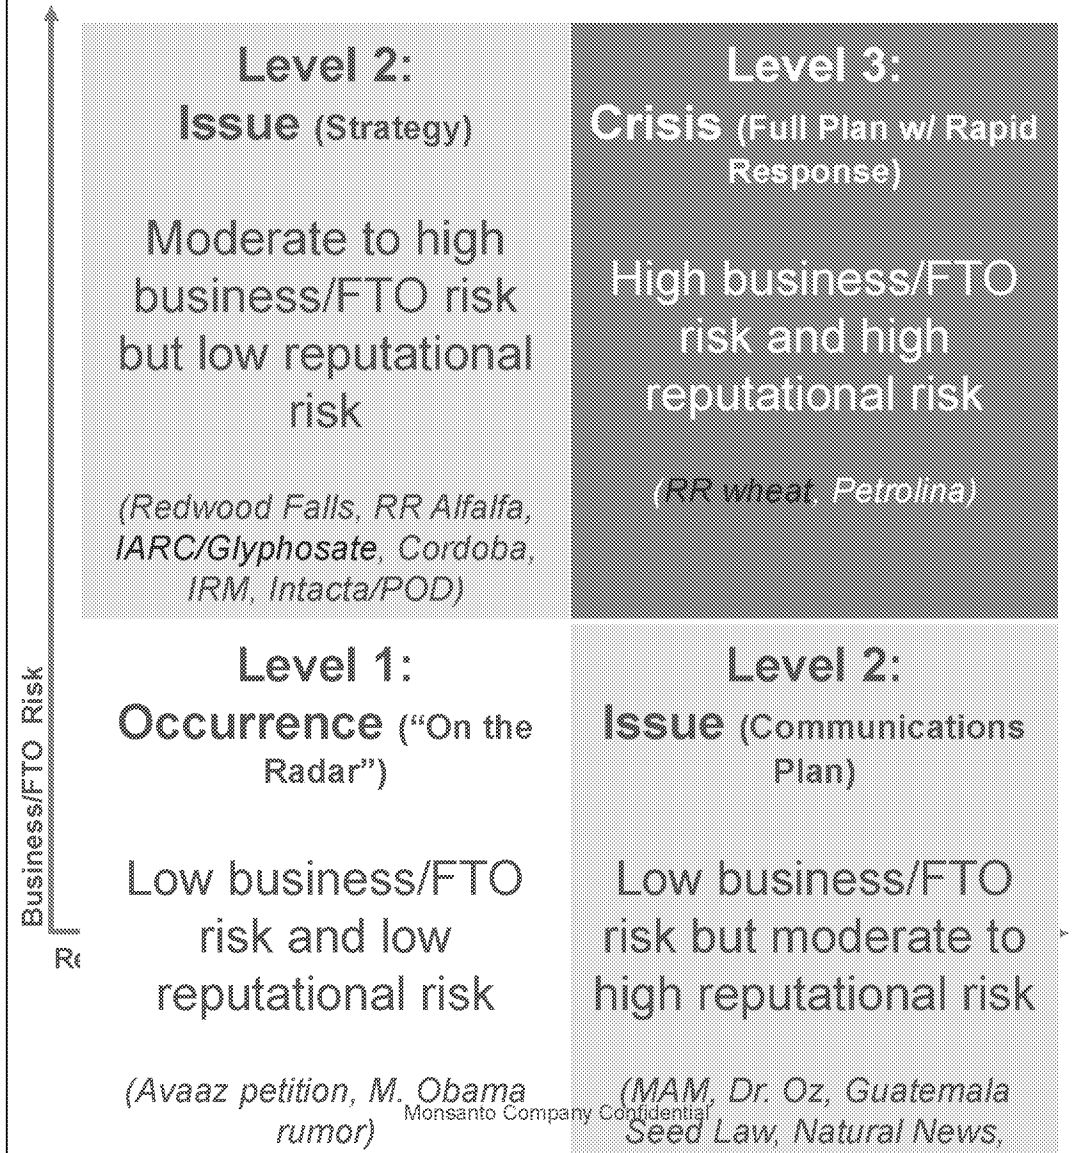 Level 2:
Issue (Strategy)
Moderate to high
business/FTO risk
but low reputational
risk
(Redwood Falls, RR Alfalfa,
IARC/Glyphosate, Cordoba,
IRM, Intacta/POD)
Level 3:
Crisis (Full Plan w/ Rapid
Response)
High business/FTO
risk and high
reputational risk
(RR wheat, Petrolina)
Business/FTO Risk
Level 1:
Occurrence (“On the
Radar”)
Low business/FTO
risk and low
reputational risk
(Avaaz petition, M. Obama
rumor)
Level 2:
Issue (Communications
Plan)
Low business/FTO
risk but moderate to
high reputational risk
(MAM, Dr. Oz, Guatemala
Seed Law, Natural News,
Monsanto Company Confidential